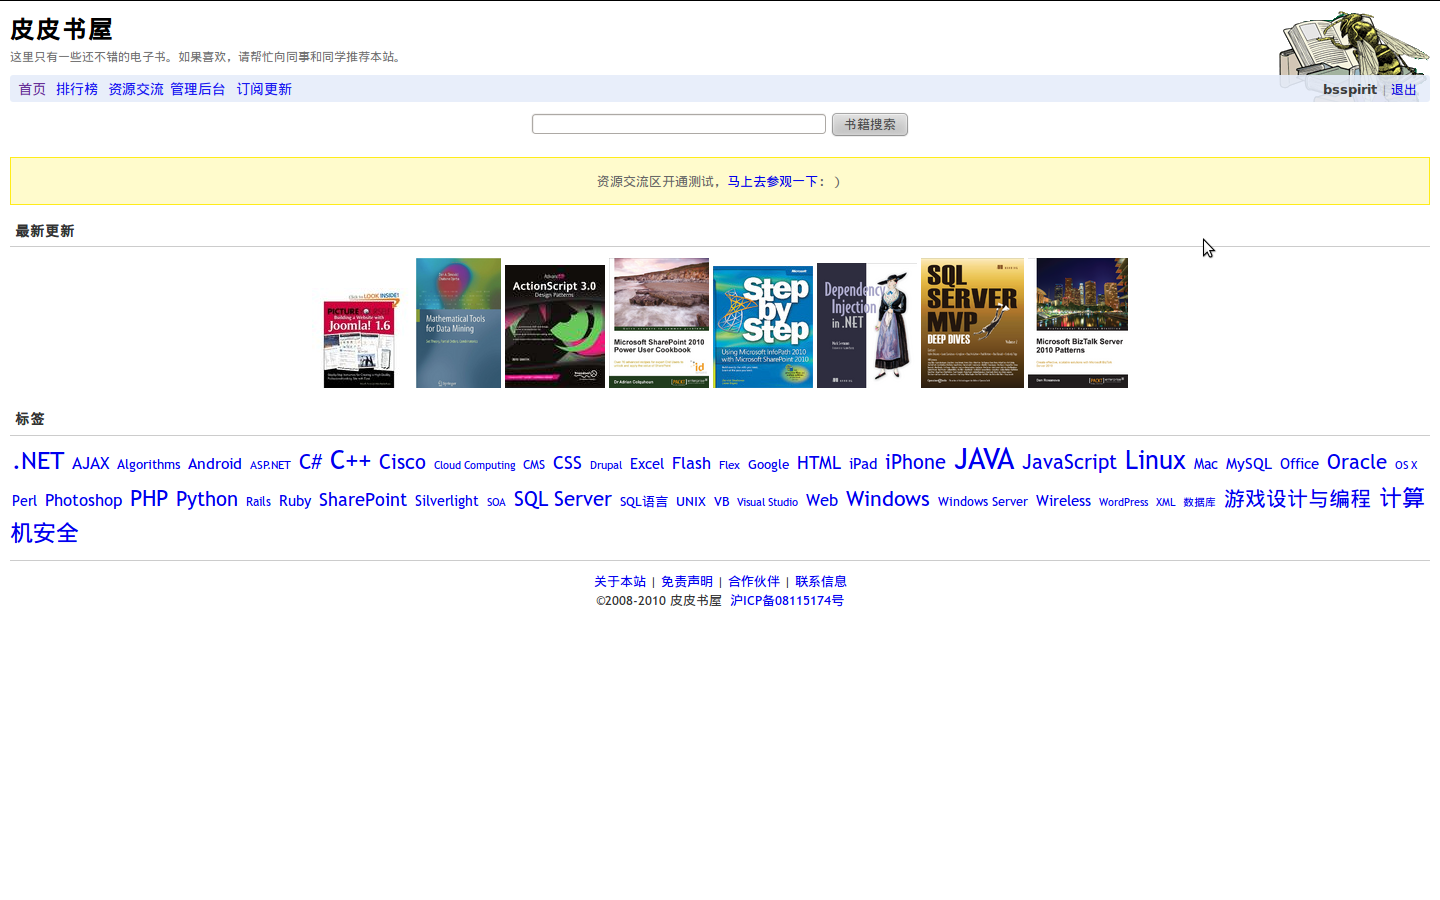 皮皮书屋
这里只有一些还不错的电子书。如果喜欢，请帮忙向同事和同学推荐本站。
首页 排行榜 资源交流 管理后台 订阅更新 bsspirit | 退出
书籍搜索
资源交流区开通测试，马上去参观一下：)
最新更新
Click to LOOK INSIDE!
Building a Website with
Joomla! 1.6
Mathematical Tools
for Data Mining
Springer
Advanced
ActionScript 3.0
Design Patterns
Microsoft SharePoint 2010
Power User Cookbook
Dr Adrian Colquhoun
Microsoft
Step
by
Step
Using Microsoft InfoPath 2010
with Microsoft SharePoint 2010
Dependency
Injection
in .NET
SQL
SERVER
MVP
DEEP DIVES
Microsoft BizTalk Server
2010 Patterns
标签
.NET AJAX Algorithms Android ASP.NET C# C++ Cisco Cloud Computing CMS CSS Drupal Excel Flash Flex Google HTML iPad iPhone JAVA JavaScript Linux Mac MySQL Office Oracle OS X
Perl Photoshop PHP Python Rails Ruby SharePoint Silverlight SOA SQL Server SQL语言 UNIX VB Visual Studio Web Windows Windows Server Wireless WordPress XML 数据库 游戏设计与编程 计算
机安全
关于本站 | 免责声明 | 合作伙伴 | 联系信息
©2008-2010 皮皮书屋 沪ICP备08115174号